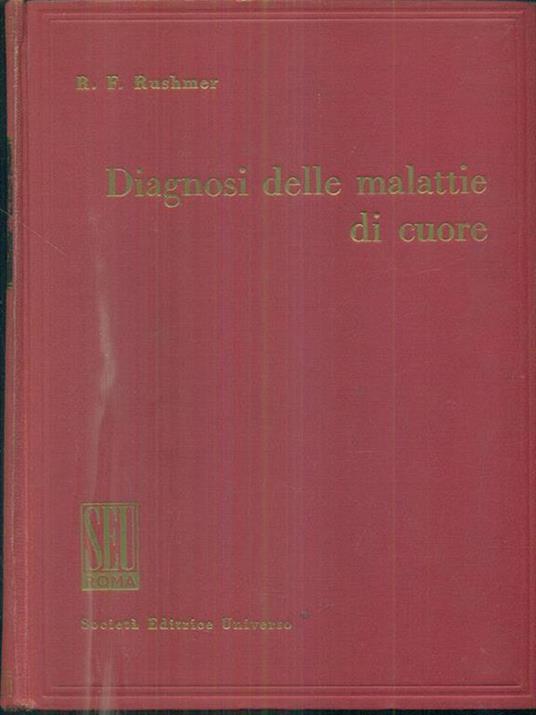 R. F. Rushmer
Diagnosi delle malattie
di cuore
SEU
ROMA
Società Editrice Universo